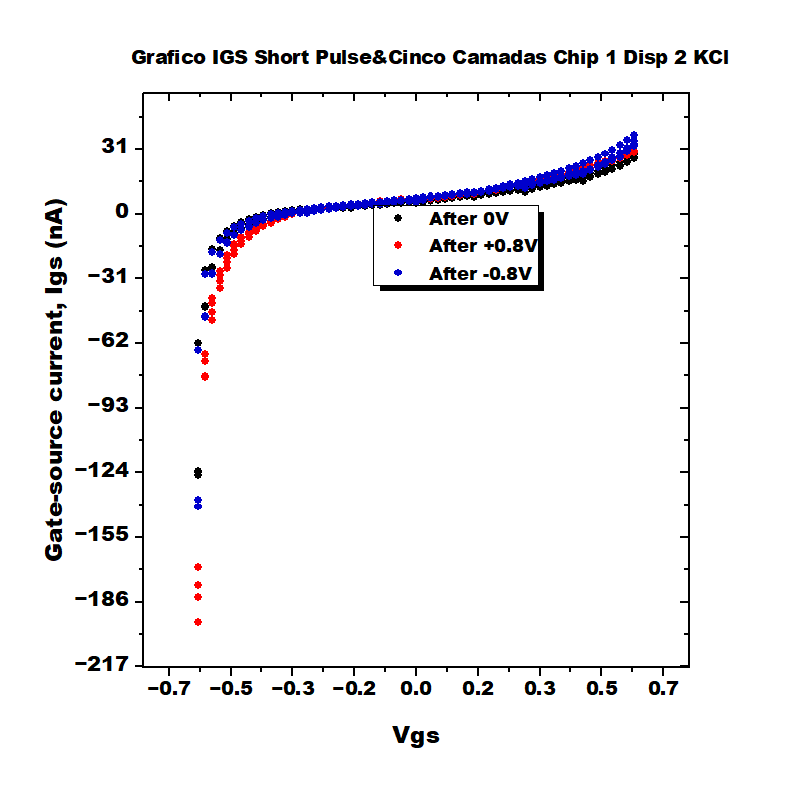 Grafico IGS Short Pulse&Cinco Camadas Chip 1 Disp 2 KCl
Gate-source current, Igs (nA)
31
0
−31
−62
−93
−124
−155
−186
−217
After 0V
After +0.8V
After -0.8V
−0.7 −0.5 −0.3 −0.2 0.0 0.2 0.3 0.5 0.7
Vgs